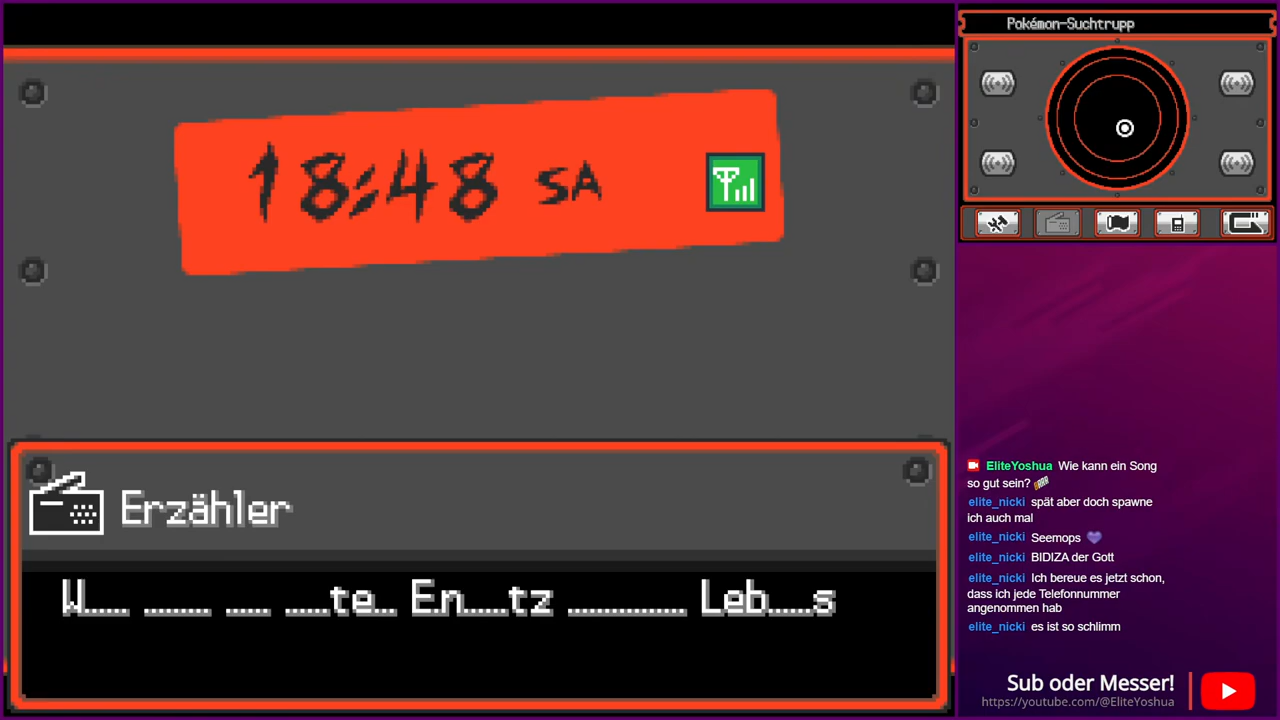 Pokémon-Suchtrupp
18:48 SA
Erzähler
W..... ........ ..... .....te... En.....tz .............. Leb.....s
EliteYoshua Wie kann ein Song
so gut sein?
elite_nicki spät aber doch spawne
ich auch mal
elite_nicki Seemops 💜
elite_nicki BIDIZA der Gott
elite_nicki Ich bereue es jetzt schon,
dass ich jede Telefonnummer
angenommen hab
elite_nicki es ist so schlimm
Sub oder Messer!
https://youtube.com/@EliteYoshua